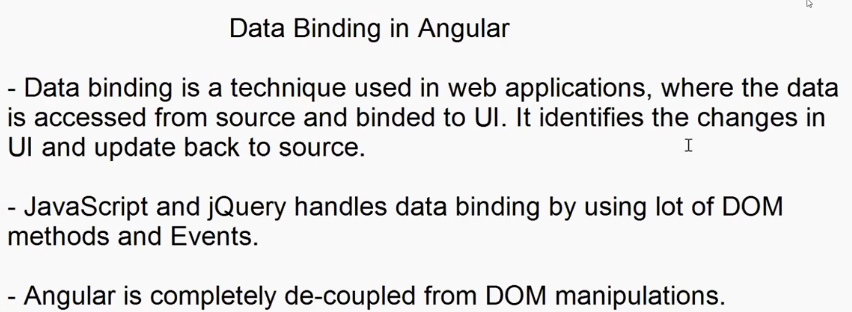 Data Binding in Angular
- Data binding is a technique used in web applications, where the data
is accessed from source and binded to UI. It identifies the changes in
UI and update back to source.
- JavaScript and jQuery handles data binding by using lot of DOM
methods and Events.
- Angular is completely de-coupled from DOM manipulations.